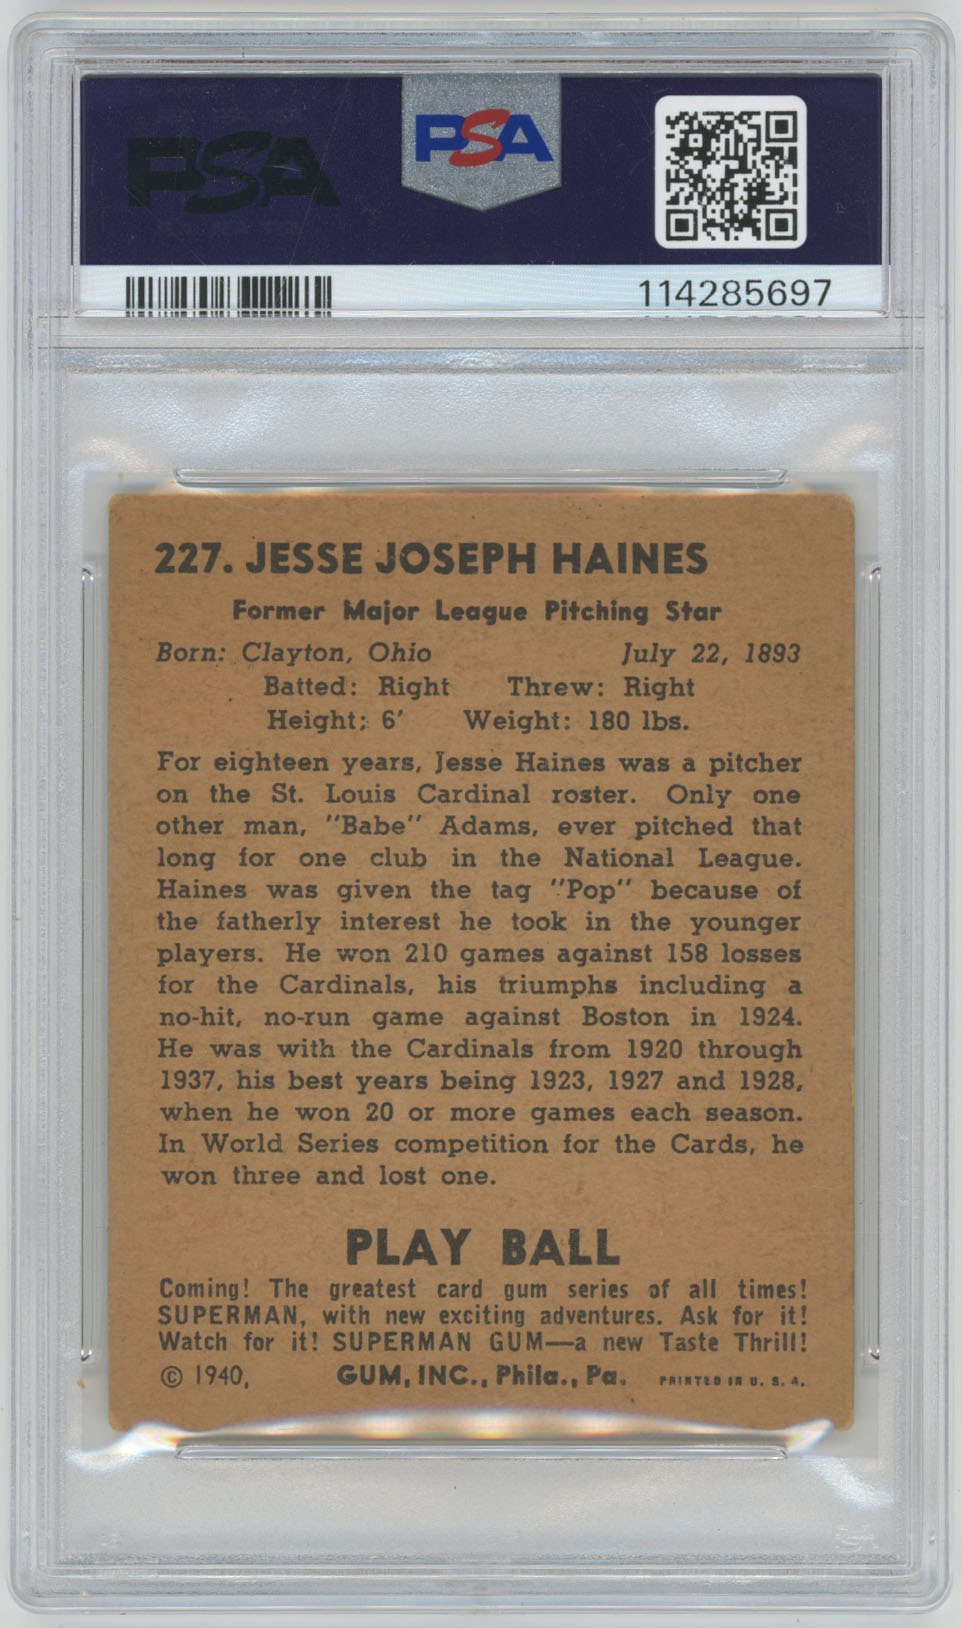 PSA
PSA
114285697
227. JESSE JOSEPH HAINES
Former Major League Pitching Star
Born: Clayton, Ohio July 22, 1893
Batted: Right Threw: Right
Height: 6' Weight: 180 lbs.
For eighteen years, Jesse Haines was a pitcher
on the St. Louis Cardinal roster. Only one
other man, "Babe" Adams, ever pitched that
long for one club in the National League.
Haines was given the tag "Pop" because of
the fatherly interest he took in the younger
players. He won 210 games against 158 losses
for the Cardinals, his triumphs including a
no-hit, no-run game against Boston in 1924.
He was with the Cardinals from 1920 through
1937, his best years being 1923, 1927 and 1928,
when he won 20 or more games each season.
In World Series competition for the Cards, he
won three and lost one.
PLAY BALL
Coming! The greatest card gum series of all times!
SUPERMAN, with new exciting adventures. Ask for it!
Watch for it! SUPERMAN GUM—a new Taste Thrill!
© 1940, GUM, INC., Phila., Pa. PRINTED IN U. S. A.